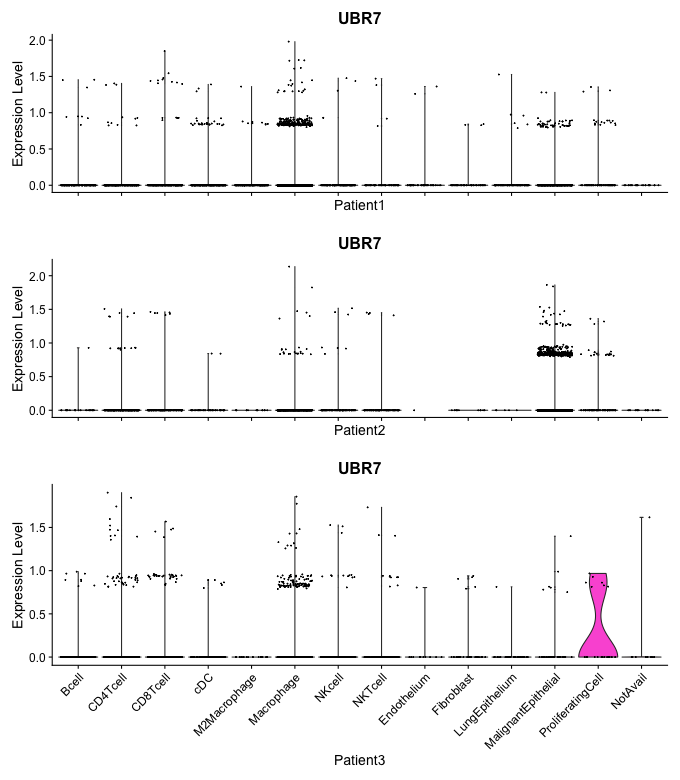 UBR7
Expression Level
2.0
1.5
1.0
0.5
0.0
Patient1
UBR7
Expression Level
2.0
1.5
1.0
0.5
0.0
Patient2
UBR7
Expression Level
1.5
1.0
0.5
0.0
Bcell
CD4Tcell
CD8Tcell
cDC
M2Macrophage
Macrophage
NKcell
NKTcell
Endothelium
Fibroblast
LungEpithelium
MalignantEpithelial
ProliferatingCell
NotAvail
Patient3